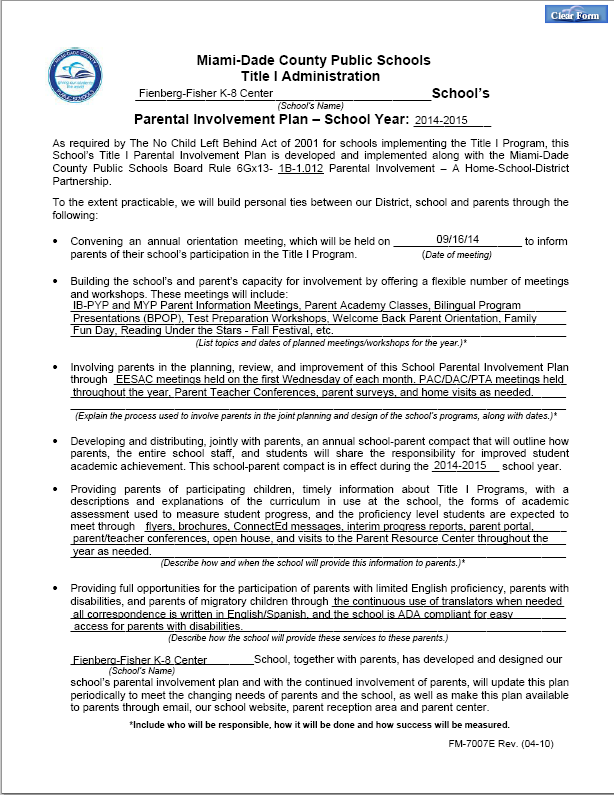 Clear Form
Miami-Dade County Public Schools
Title I Administration
Fienberg-Fisher K-8 Center School's
(School's Name)
Parental Involvement Plan – School Year: 2014-2015
As required by The No Child Left Behind Act of 2001 for schools implementing the Title I Program, this
School's Title I Parental Involvement Plan is developed and implemented along with the Miami-Dade
County Public Schools Board Rule 6Gx13- 1B-1.012 Parental Involvement – A Home-School-District
Partnership.
To the extent practicable, we will build personal ties between our District, school and parents through the
following:
• Convening an annual orientation meeting, which will be held on 09/16/14 to inform
parents of their school's participation in the Title I Program. (Date of meeting)
• Building the school's and parent's capacity for involvement by offering a flexible number of meetings
and workshops. These meetings will include:
IB-PYP and MYP Parent Information Meetings, Parent Academy Classes, Bilingual Program
Presentations (BPOP), Test Preparation Workshops, Welcome Back Parent Orientation, Family
Fun Day, Reading Under the Stars - Fall Festival, etc.
(List topics and dates of planned meetings/workshops for the year.)*
• Involving parents in the planning, review, and improvement of this School Parental Involvement Plan
through EESAC meetings held on the first Wednesday of each month. PAC/DAC/PTA meetings held
throughout the year, Parent Teacher Conferences, parent surveys, and home visits as needed.
(Explain the process used to involve parents in the joint planning and design of the school's programs, along with dates.)*
• Developing and distributing, jointly with parents, an annual school-parent compact that will outline how
parents, the entire school staff, and students will share the responsibility for improved student
academic achievement. This school-parent compact is in effect during the 2014-2015 school year.
• Providing parents of participating children, timely information about Title I Programs, with a
descriptions and explanations of the curriculum in use at the school, the forms of academic
assessment used to measure student progress, and the proficiency level students are expected to
meet through flyers, brochures, ConnectEd messages, interim progress reports, parent portal,
parent/teacher conferences, open house, and visits to the Parent Resource Center throughout the
year as needed.
(Describe how and when the school will provide this information to parents.)*
• Providing full opportunities for the participation of parents with limited English proficiency, parents with
disabilities, and parents of migratory children through the continuous use of translators when needed
all correspondence is written in English/Spanish, and the school is ADA compliant for easy
access for parents with disabilities.
(Describe how the school will provide these services to these parents.)
Fienberg-Fisher K-8 Center School, together with parents, has developed and designed our
(School's Name)
school's parental involvement plan and with the continued involvement of parents, will update this plan
periodically to meet the changing needs of parents and the school, as well as make this plan available
to parents through email, our school website, parent reception area and parent center.
*Include who will be responsible, how it will be done and how success will be measured.
FM-7007E Rev. (04-10)